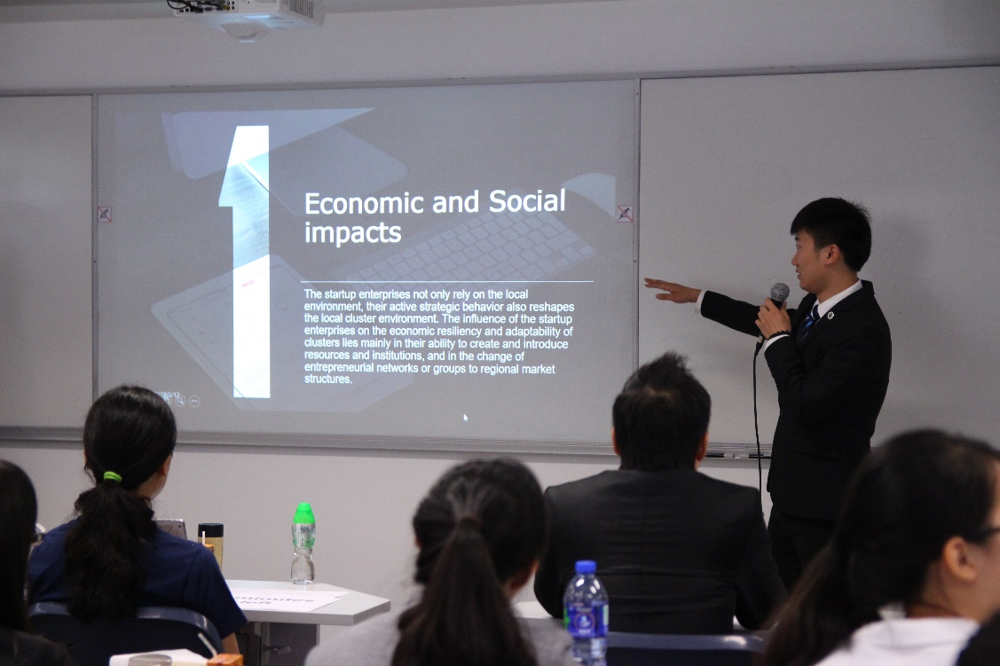 1
Economic and Social
impacts
The startup enterprises not only rely on the local
environment, their active strategic behavior also reshapes
the local cluster environment. The influence of the startup
enterprises on the economic resiliency and adaptability of
clusters lies mainly in their ability to create and introduce
resources and institutions, and in the change of
entrepreneurial networks or groups to regional market
structures.
minutes
left